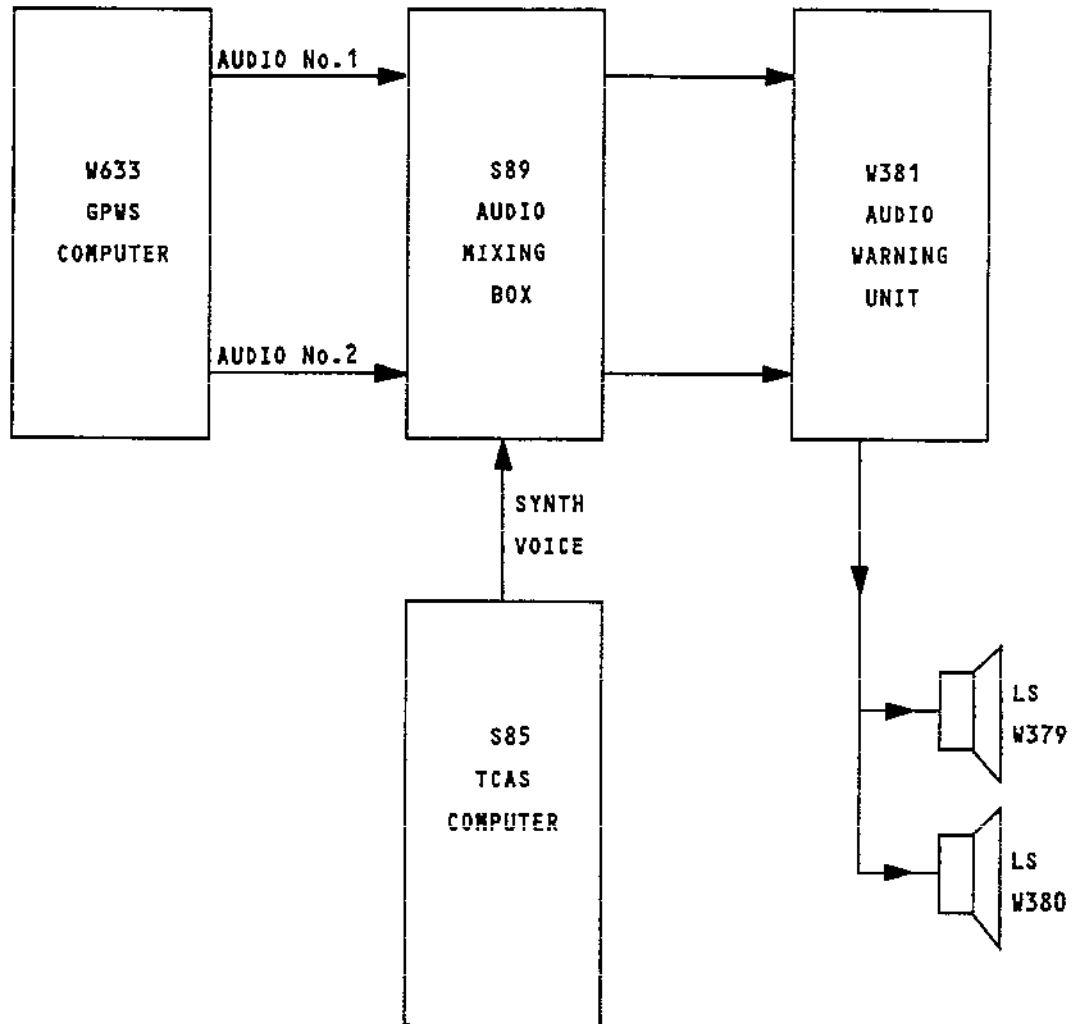 AUDIO No.1
W633
GPWS
COMPUTER
AUDIO No.2
S89
AUDIO
MIXING
BOX
W381
AUDIO
WARNING
UNIT
SYNTH
VOICE
S85
TCAS
COMPUTER
LS
W379
LS
W380